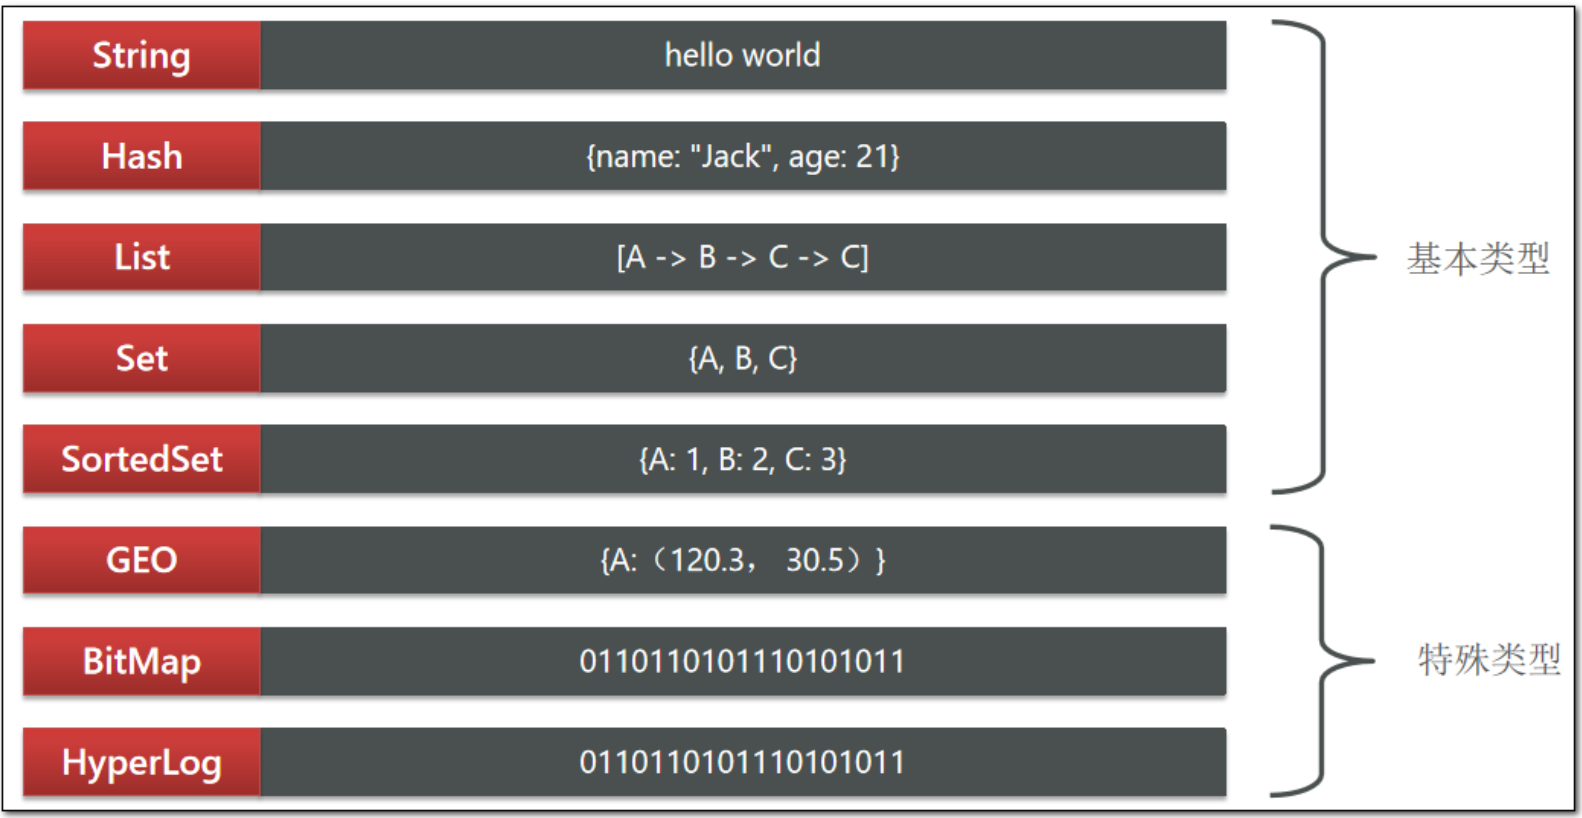 String hello world
Hash {name: "Jack", age: 21}
List [A -> B -> C -> C]
Set {A, B, C}
SortedSet {A: 1, B: 2, C: 3}
基本类型
GEO {A:（120.3， 30.5）}
BitMap 0110110101110101011
HyperLog 0110110101110101011
特殊类型